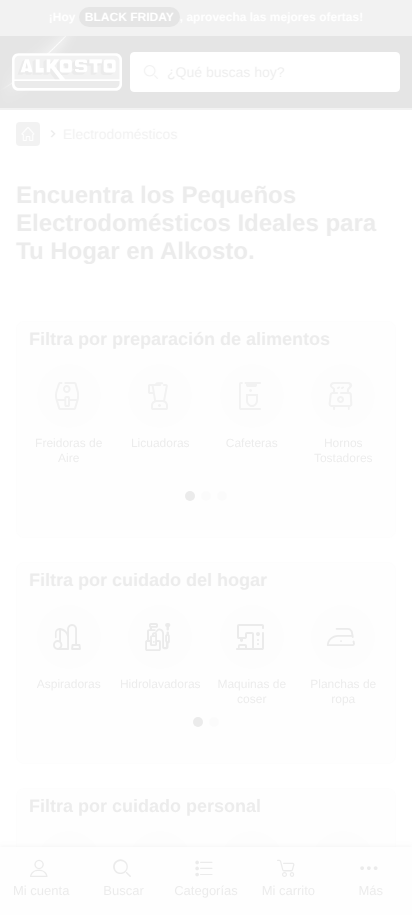 ¡Hoy BLACK FRIDAY, aprovecha las mejores ofertas!
ALKOSTO
¿Qué buscas hoy?
Electrodomésticos
Encuentra los Pequeños
Electrodomésticos Ideales para
Tu Hogar en Alkosto.
Filtra por preparación de alimentos
Freidoras de Aire
Licuadoras
Cafeteras
Hornos Tostadores
Filtra por cuidado del hogar
Aspiradoras
Hidrolavadoras
Maquinas de coser
Planchas de ropa
Filtra por cuidado personal
Mi cuenta
Buscar
Categorías
Mi carrito
Más